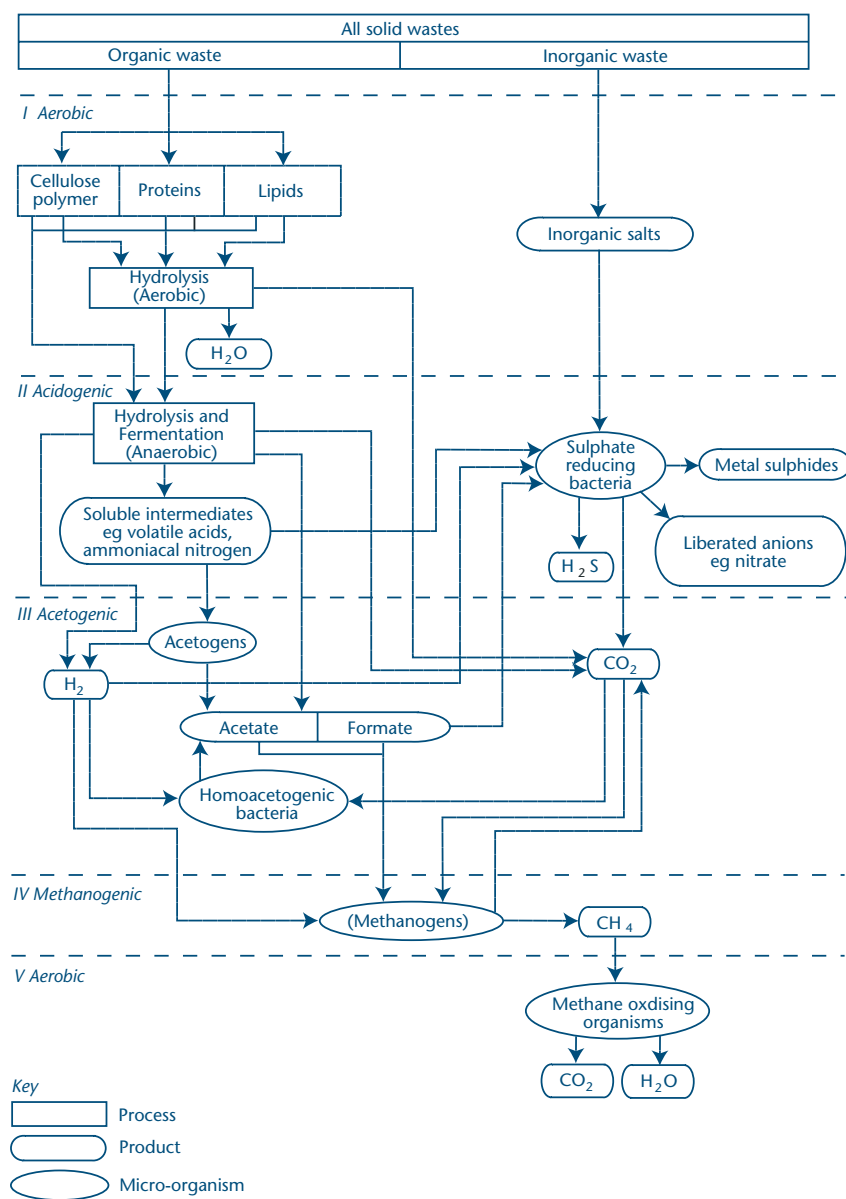 All solid wastes
Organic waste
Inorganic waste
I Aerobic
Cellulose
polymer
Proteins
Lipids
Inorganic salts
Hydrolysis
(Aerobic)
H2O
II Acidogenic
Hydrolysis and
Fermentation
(Anaerobic)
Sulphate
reducing
bacteria
Metal sulphides
Soluble intermediates
eg volatile acids,
ammoniacal nitrogen
Liberated anions
eg nitrate
H2S
III Acetogenic
Acetogens
H2
CO2
Acetate
Formate
Homoacetogenic
bacteria
IV Methanogenic
(Methanogens)
CH4
V Aerobic
Methane oxdising
organisms
CO2
H2O
Key
Process
Product
Micro-organism